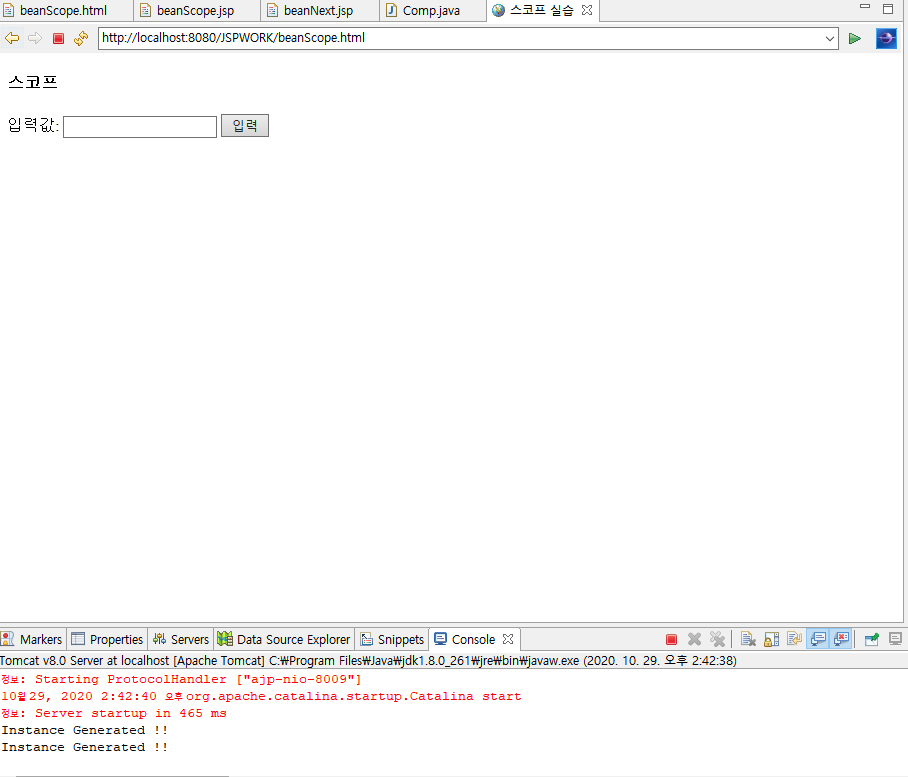 beanScope.html beanScope.jsp beanNext.jsp Comp.java 스코프 실습
http://localhost:8080/JSPWORK/beanScope.html
스코프
입력값: 입력
Markers Properties Servers Data Source Explorer Snippets Console
Tomcat v8.0 Server at localhost [Apache Tomcat] C:₩Program Files₩Java₩jdk1.8.0_261₩jre₩bin₩javaw.exe (2020. 10. 29. 오후 2:42:38)
정보: Starting ProtocolHandler ["ajp-nio-8009"]
10월 29, 2020 2:42:40 오후 org.apache.catalina.startup.Catalina start
정보: Server startup in 465 ms
Instance Generated !!
Instance Generated !!